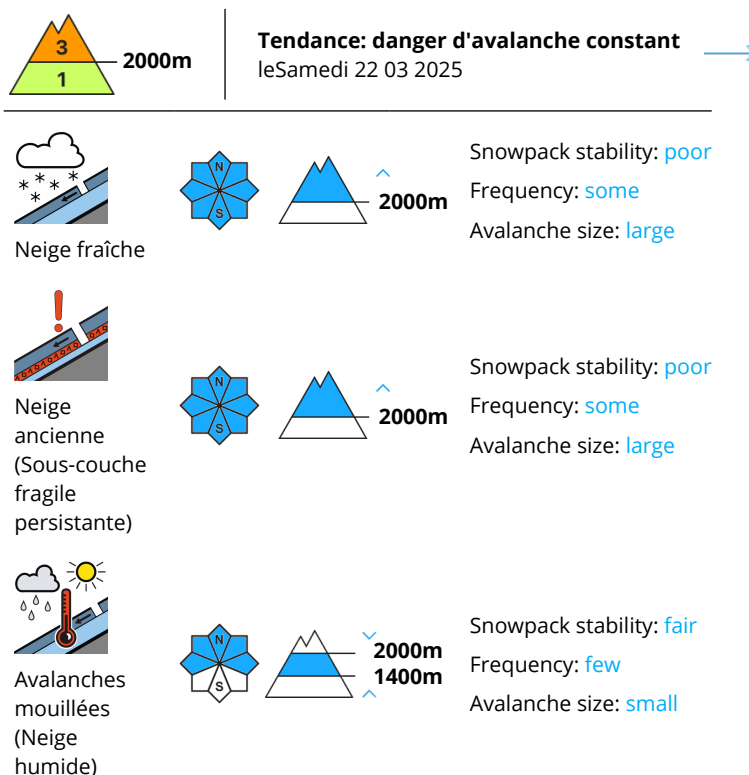 3
2000m
1
Tendance: danger d'avalanche constant
leSamedi 22 03 2025
Neige fraîche
N
S
2000m
Snowpack stability: poor
Frequency: some
Avalanche size: large
Neige
ancienne
(Sous-couche
fragile
persistante)
N
S
2000m
Snowpack stability: poor
Frequency: some
Avalanche size: large
Avalanches
mouillées
(Neige
humide)
N
S
2000m
1400m
Snowpack stability: fair
Frequency: few
Avalanche size: small